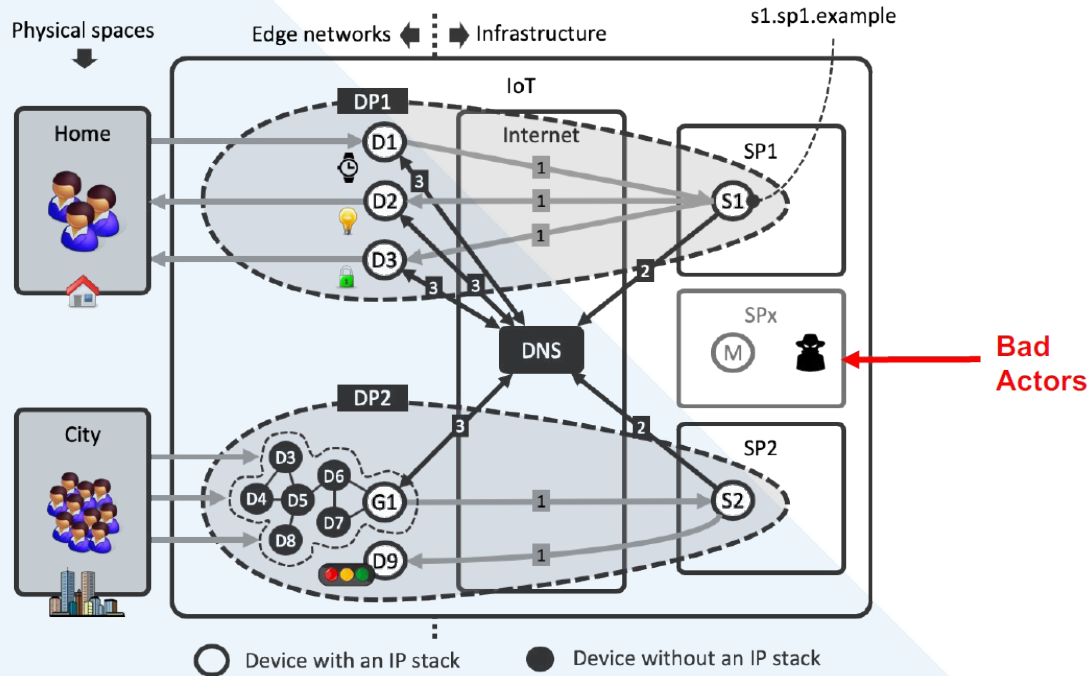 s1.sp1.example
Physical spaces
Edge networks
Infrastructure
IoT
DP1
Internet
Home
D1
SP1
3
1
D2
1
S1
1
D3
3
3
2
DNS
SPx
M
Bad
Actors
DP2
City
3
2
SP2
D3
D6
D4
D5
G1
1
S2
D7
D8
1
D9
Device with an IP stack
Device without an IP stack